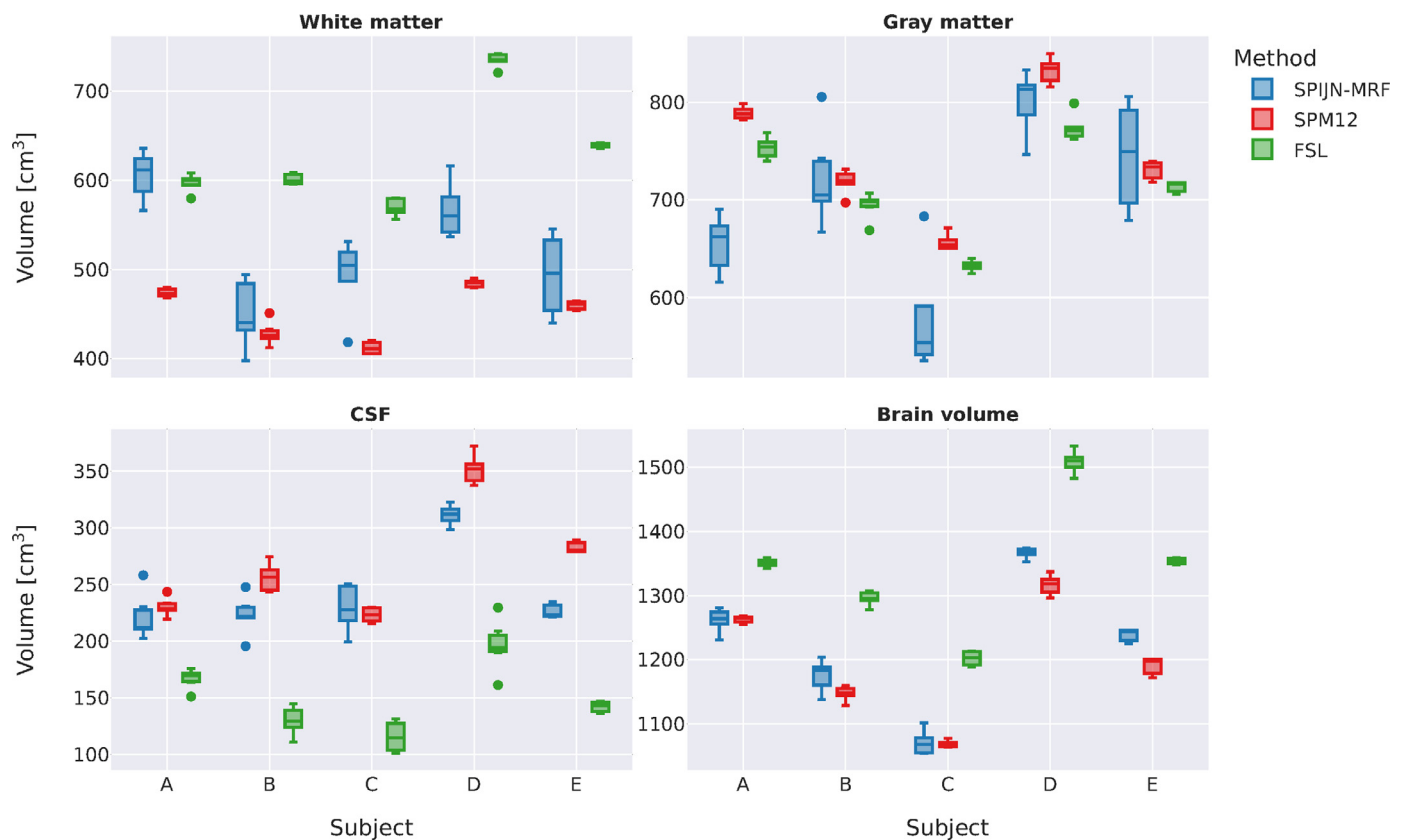 White matter
Gray matter
Method
SPIJN-MRF
SPM12
FSL
Volume [cm³]
700
600
500
400
800
700
600
CSF
Brain volume
Volume [cm³]
350
300
250
200
150
100
1500
1400
1300
1200
1100
A B C D E
A B C D E
Subject
Subject